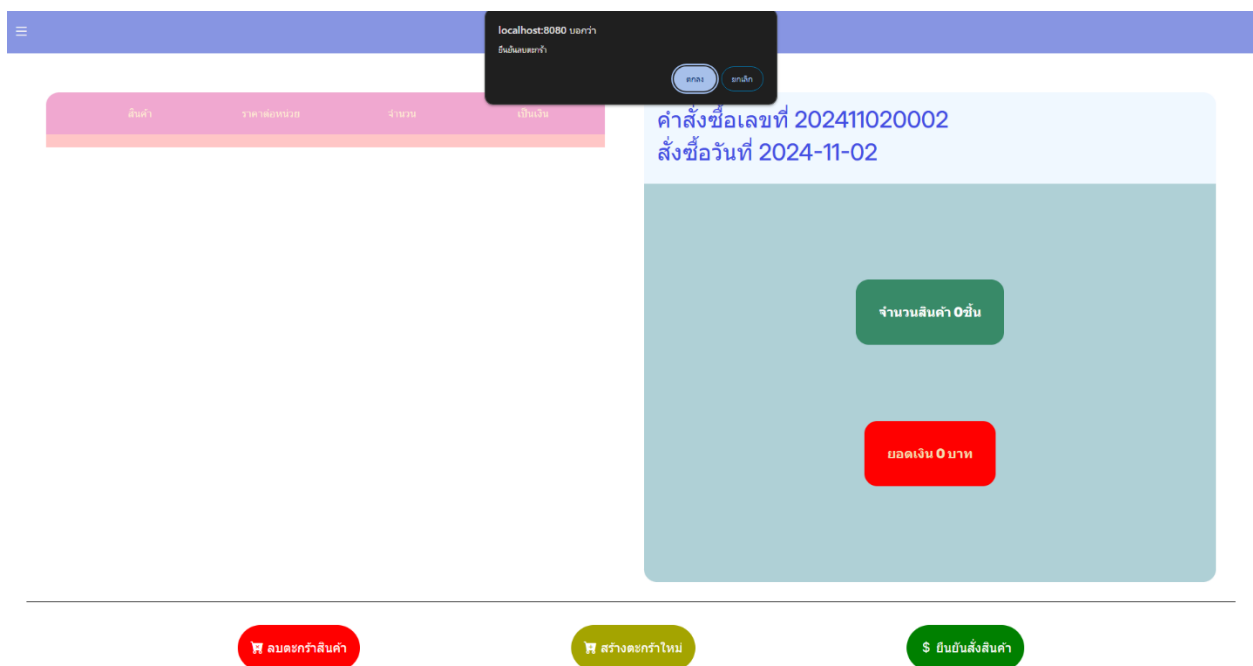 localhost:8080 บอกว่า
ยืนยันลบตะกร้า
ตกลง ยกเลิก
สินค้า ราคาต่อหน่วย จำนวน เป็นเงิน
คำสั่งซื้อเลขที่ 202411020002
สั่งซื้อวันที่ 2024-11-02
จำนวนสินค้า 0ชิ้น
ยอดเงิน 0 บาท
ลบตะกร้าสินค้า สร้างตะกร้าใหม่ $ ยืนยันสั่งสินค้า